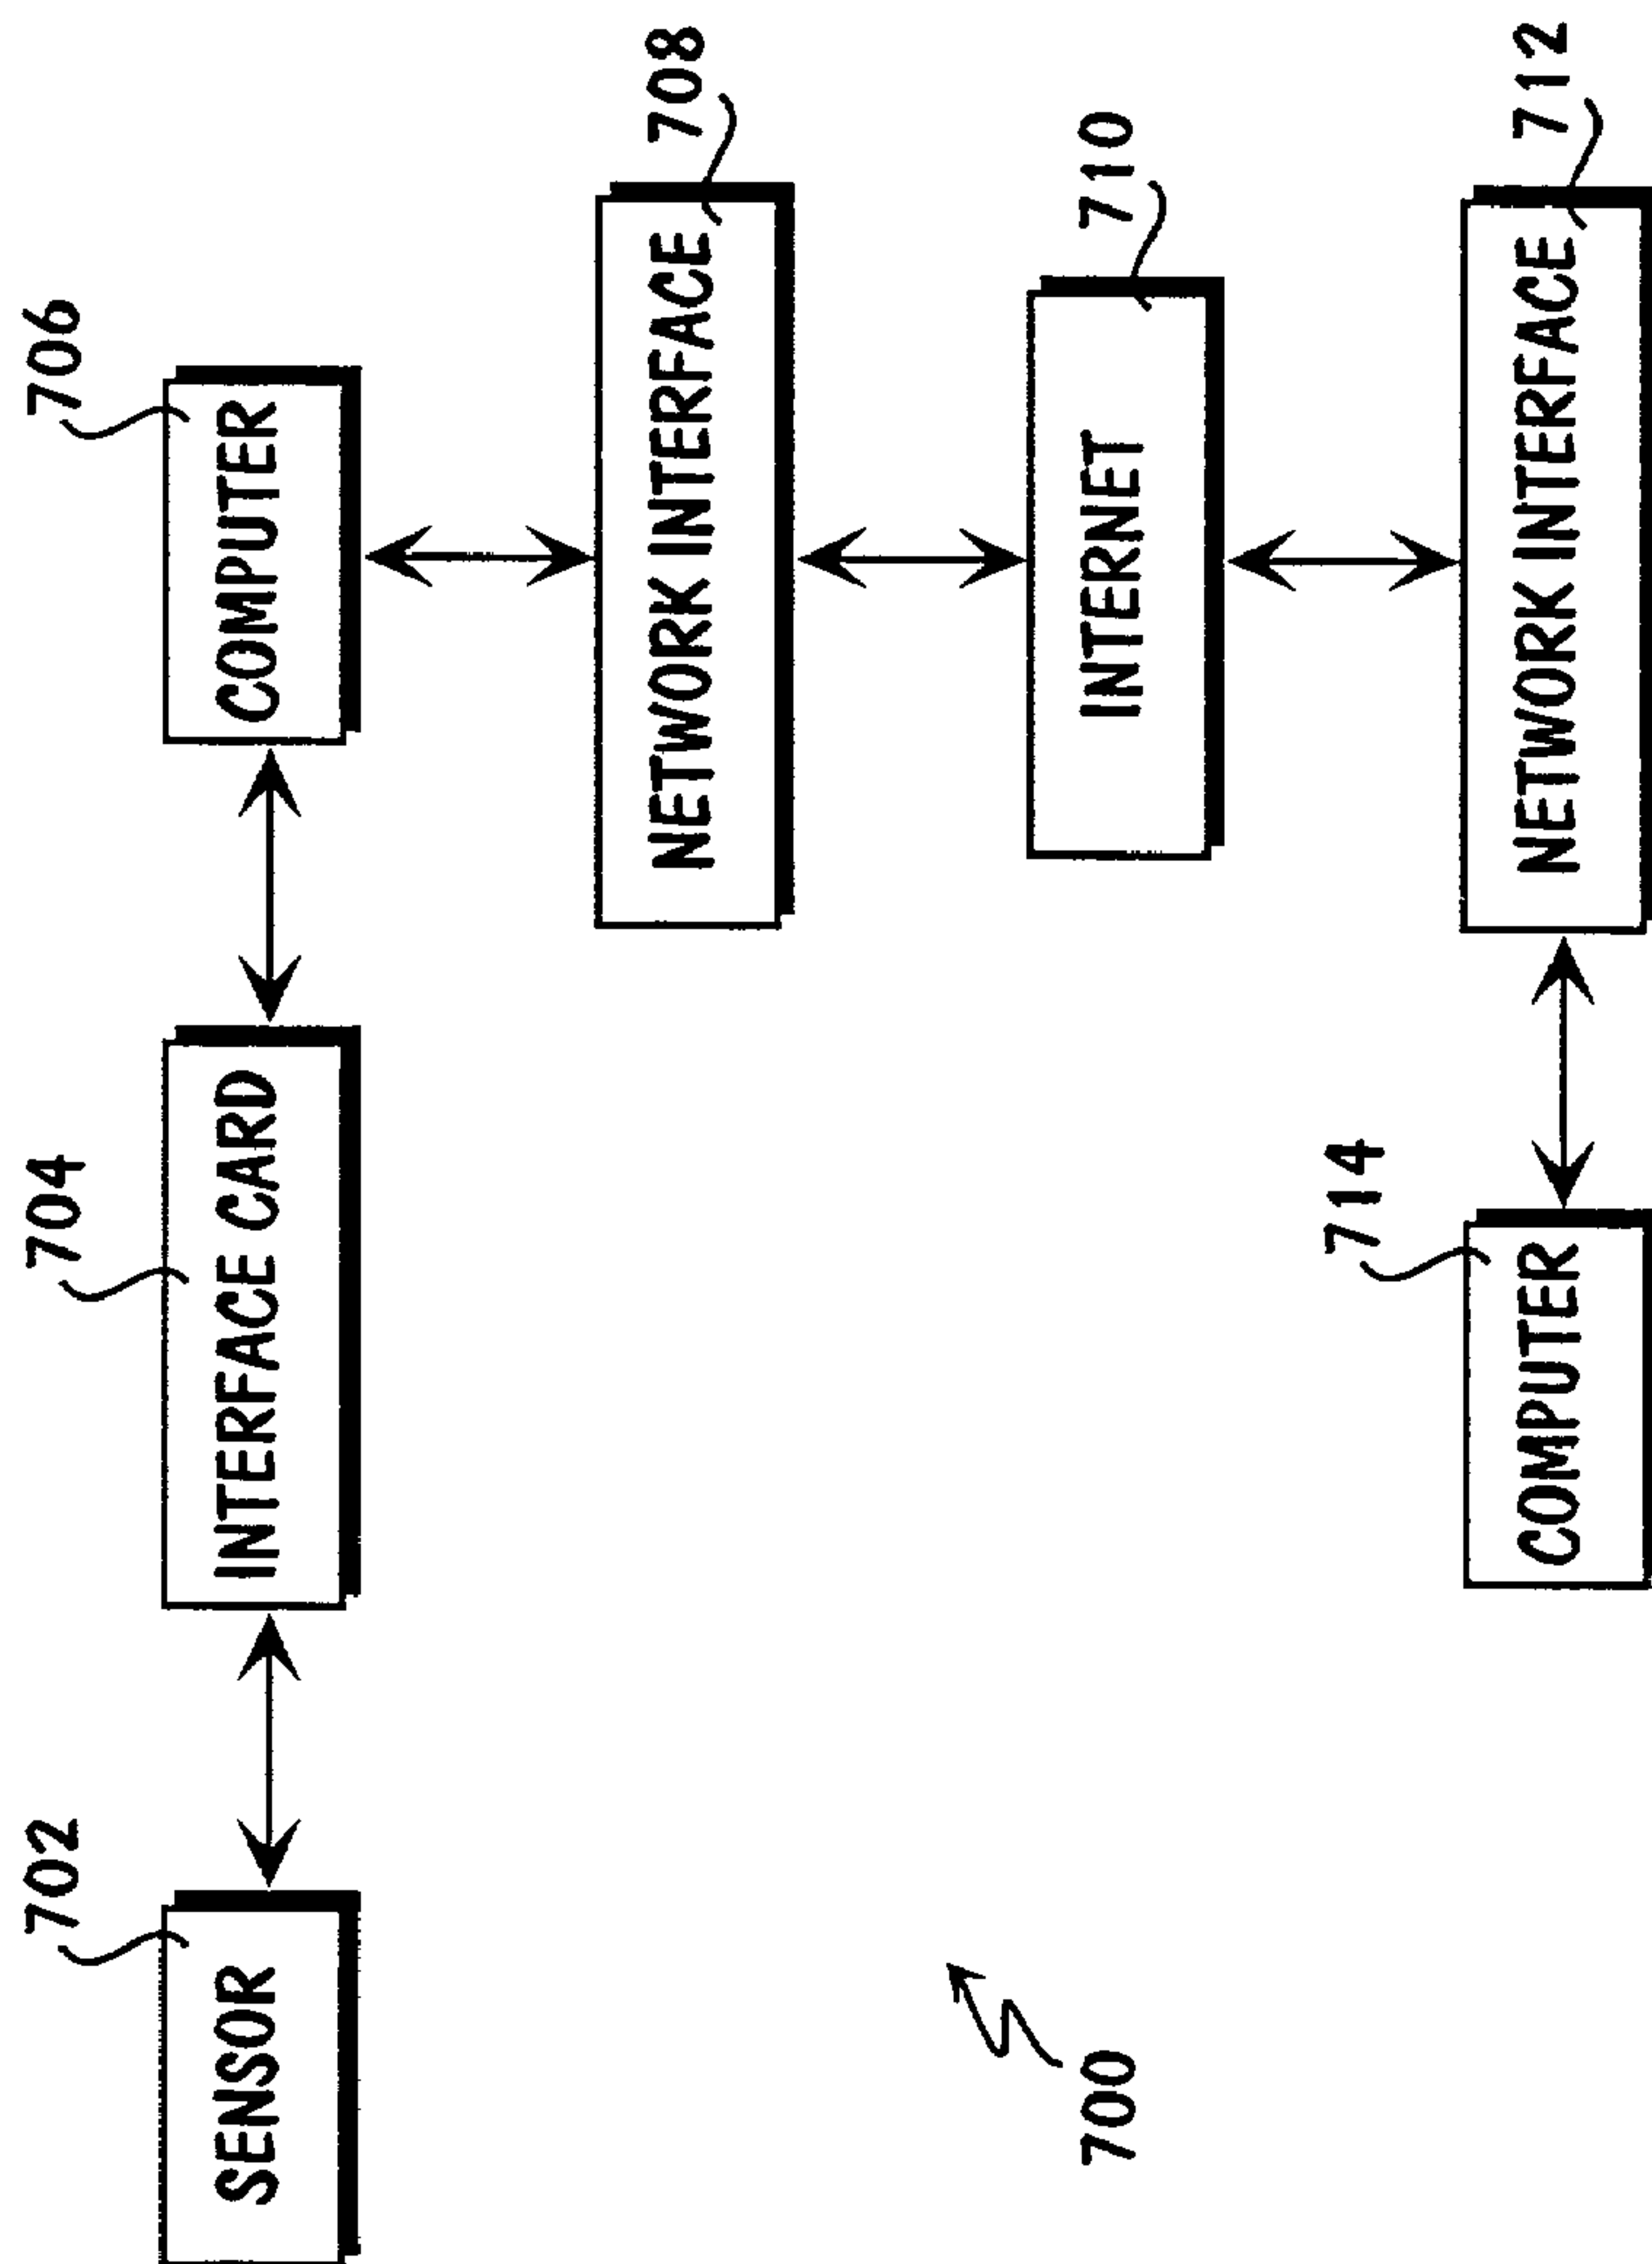 702
704
706
SENSOR
INTERFACE CARD
COMPUTER
708
NETWORK INTERFACE
710
700
INTERNET
714
712
COMPUTER
NETWORK INTERFACE